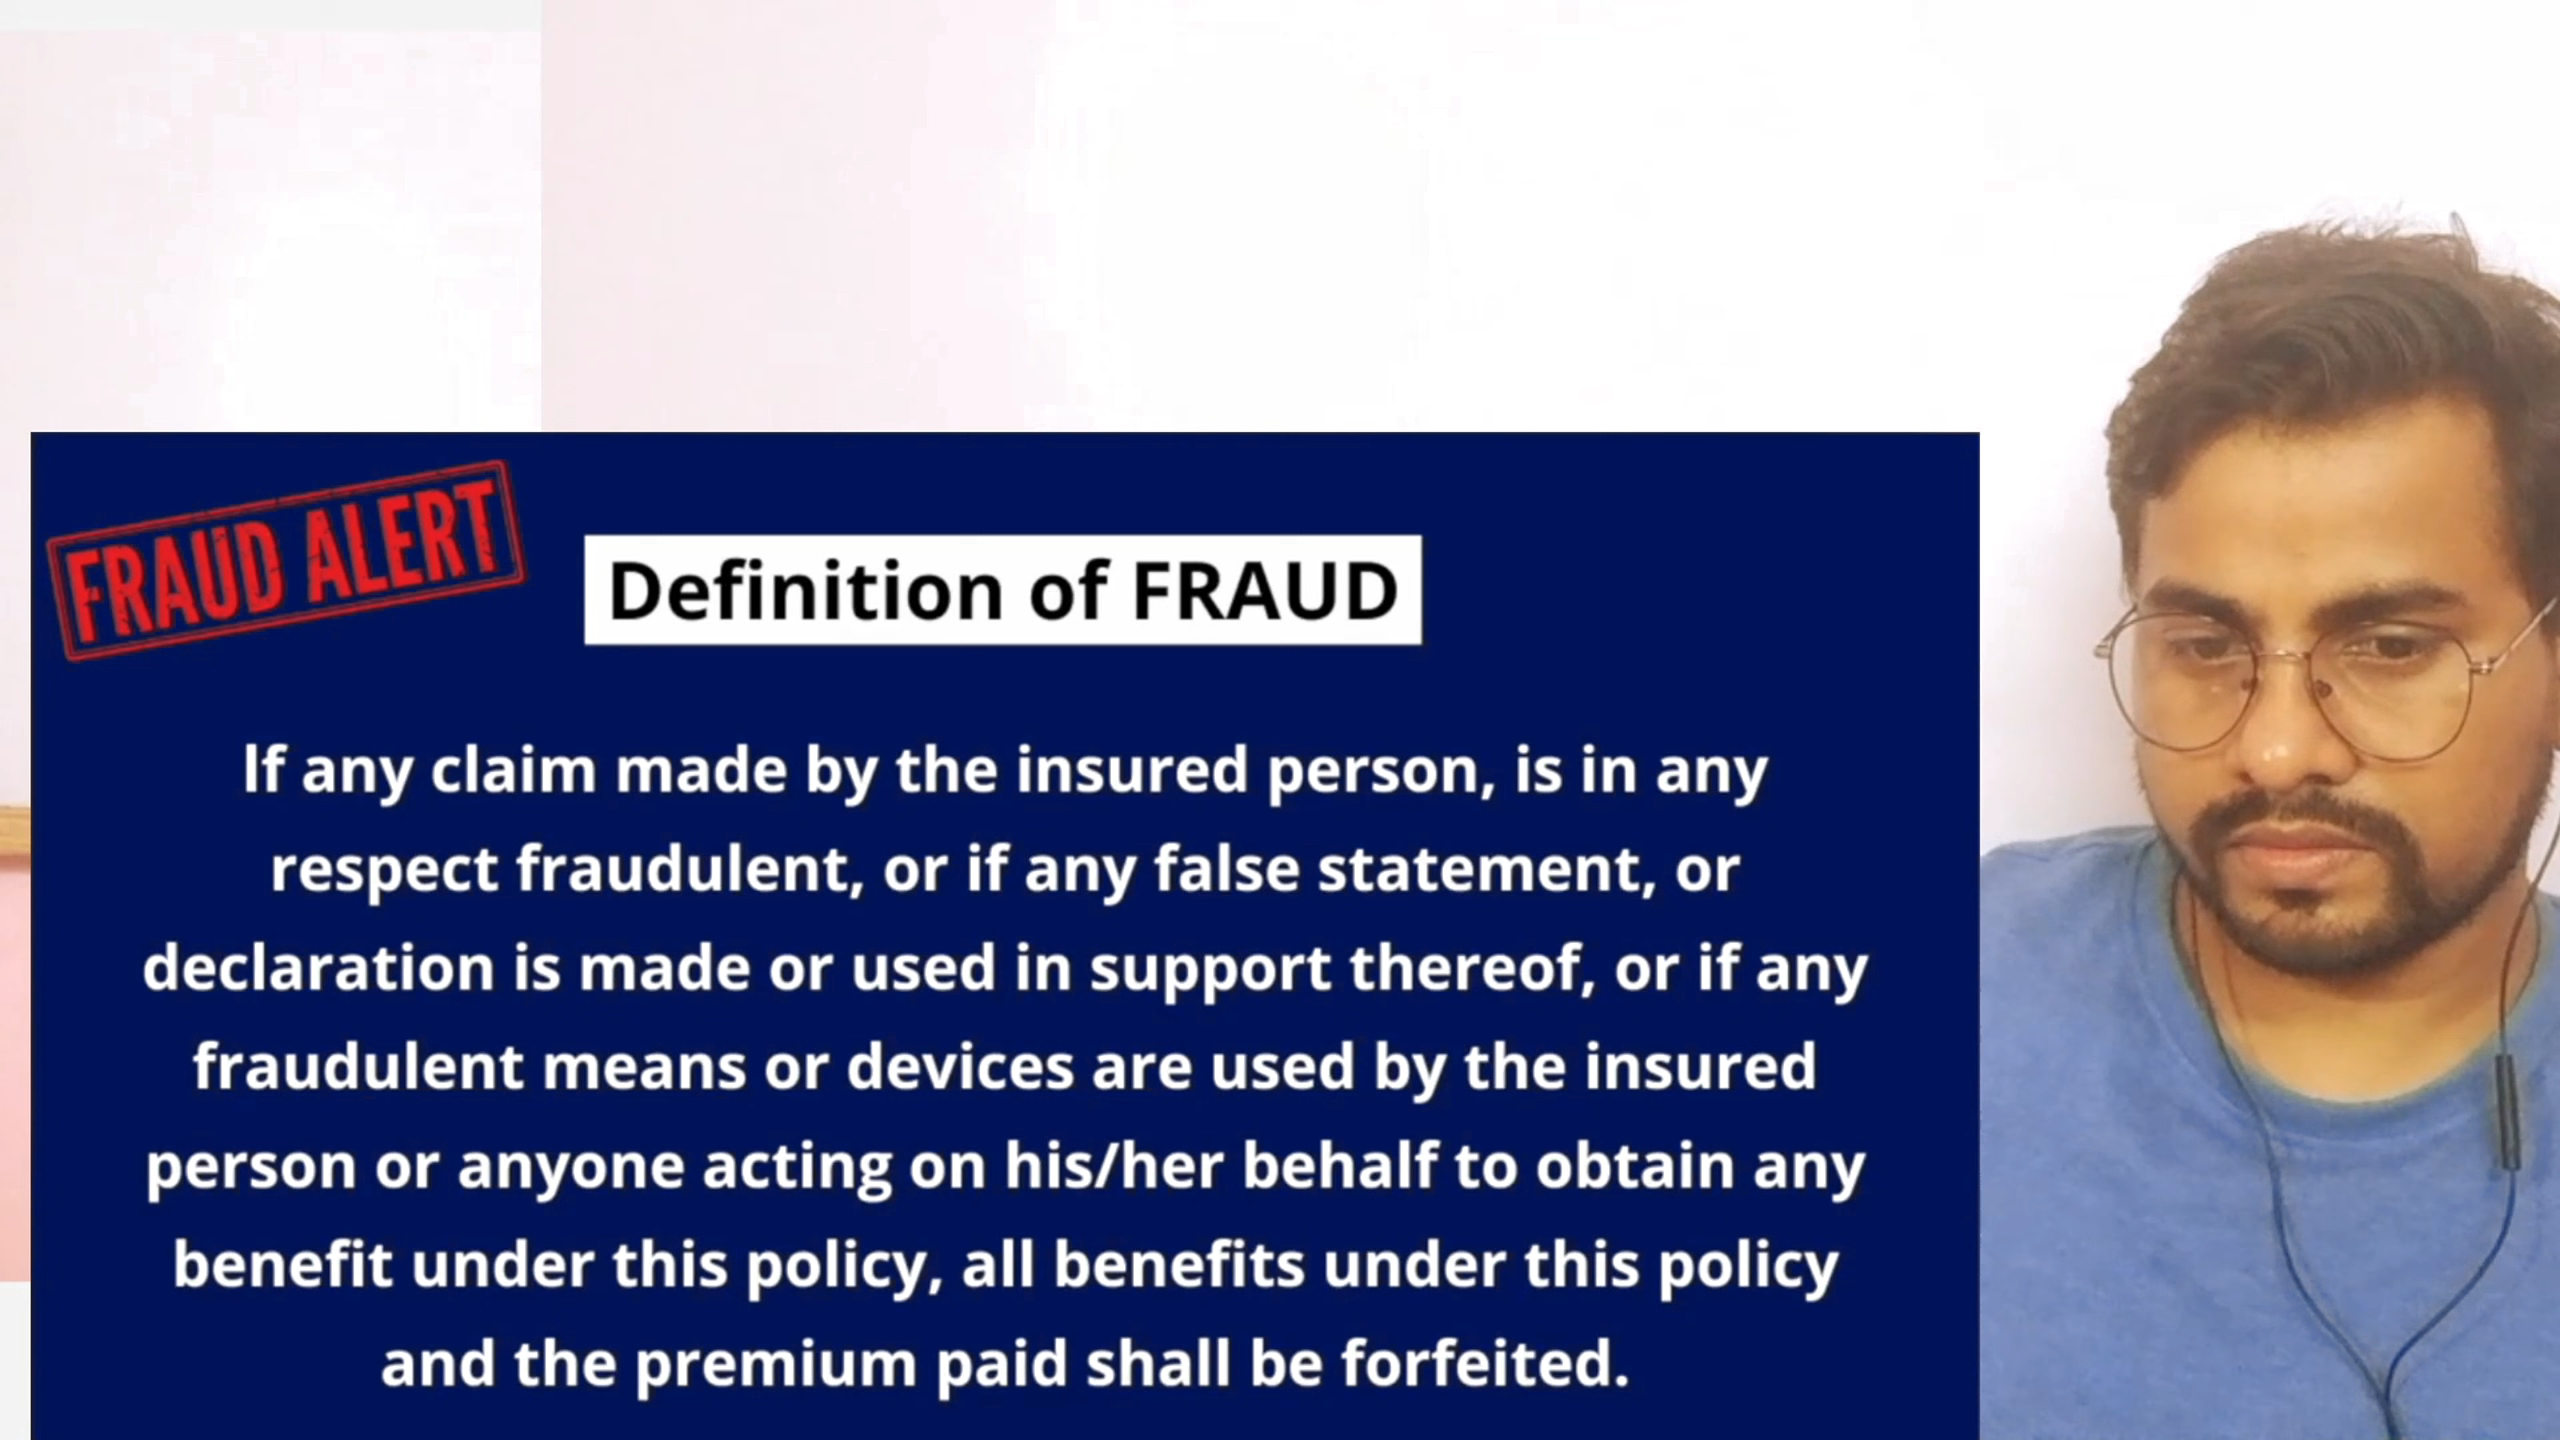 FRAUD ALERT
Definition of FRAUD
If any claim made by the insured person, is in any
respect fraudulent, or if any false statement, or
declaration is made or used in support thereof, or if any
fraudulent means or devices are used by the insured
person or anyone acting on his/her behalf to obtain any
benefit under this policy, all benefits under this policy
and the premium paid shall be forfeited.